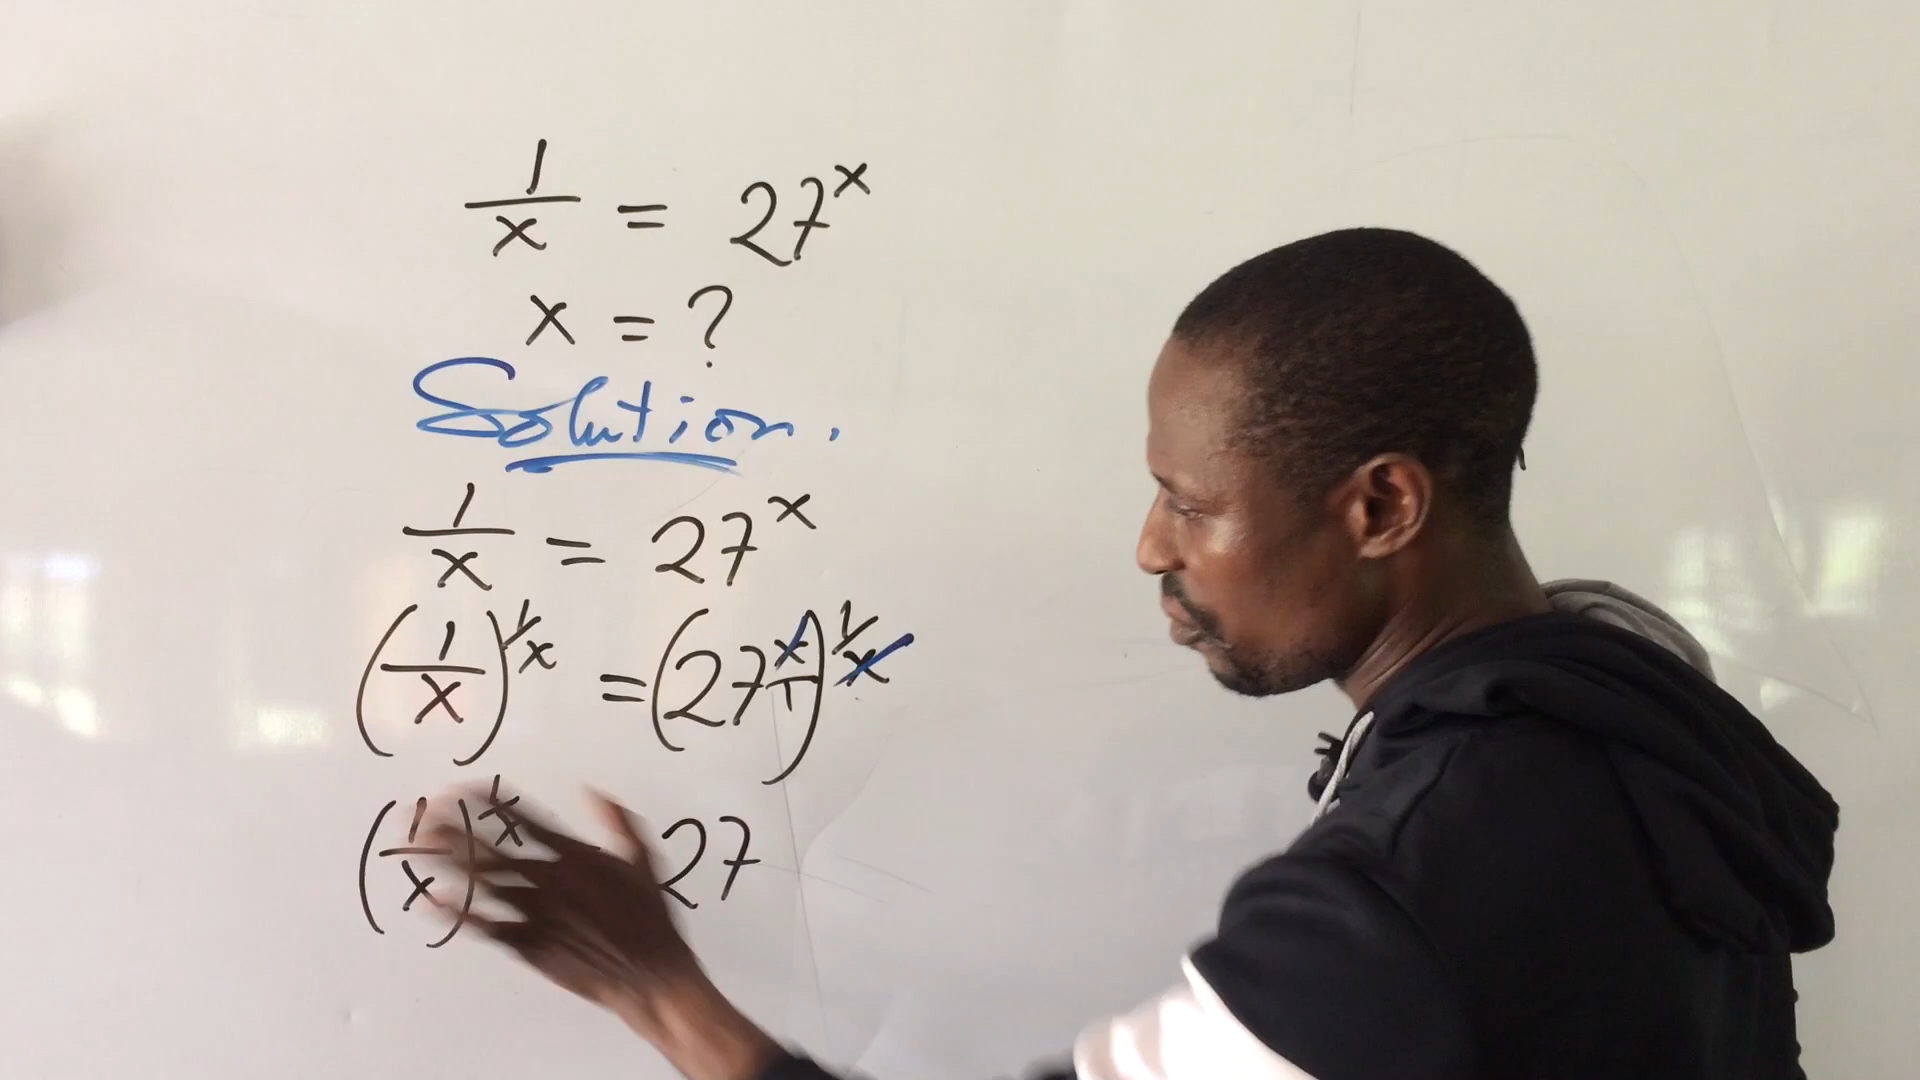 1/x = 27^x
x = ?
Solution.
1/x = 27^x
(1/x)^1/x = (27^x/1)^1/x
(1/x)^1/x 27